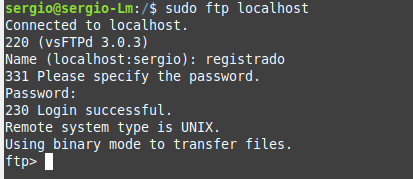 sergio@sergio-Lm:/$ sudo ftp localhost
Connected to localhost.
220 (vsFTPd 3.0.3)
Name (localhost:sergio): registrado
331 Please specify the password.
Password:
230 Login successful.
Remote system type is UNIX.
Using binary mode to transfer files.
ftp>